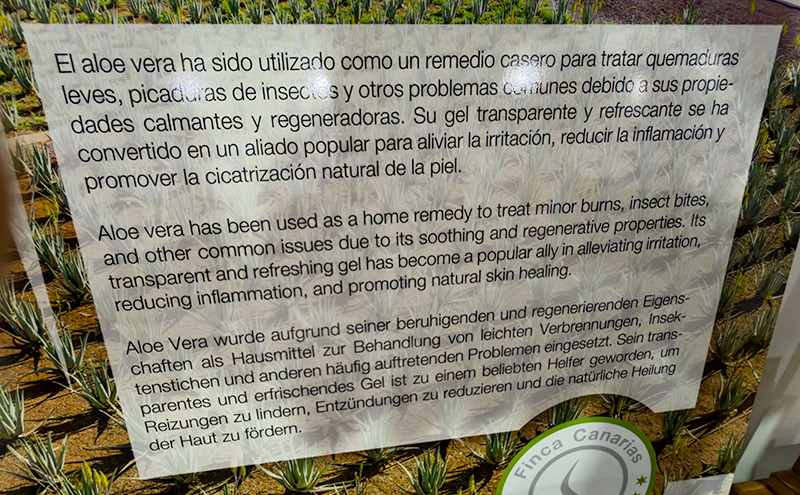 El aloe vera ha sido utilizado como un remedio casero para tratar quemaduras
leves, picaduras de insectos y otros problemas comunes debido a sus propie-
dades calmantes y regeneradoras. Su gel transparente y refrescante se ha
convertido en un aliado popular para aliviar la irritación, reducir la inflamación y
promover la cicatrización natural de la piel.
Aloe vera has been used as a home remedy to treat minor burns, insect bites,
and other common issues due to its soothing and regenerative properties. Its
transparent and refreshing gel has become a popular ally in alleviating irritation,
reducing inflammation, and promoting natural skin healing.
Aloe Vera wurde aufgrund seiner beruhigenden und regenerierenden Eigens-
chaften als Hausmittel zur Behandlung von leichten Verbrennungen, Insek-
tenstichen und anderen häufig auftretenden Problemen eingesetzt. Sein trans-
parentes und erfrischendes Gel ist zu einem beliebten Helfer geworden, um
Reizungen zu lindern, Entzündungen zu reduzieren und die natürliche Heilung
der Haut zu fördern.
Finca Canarias